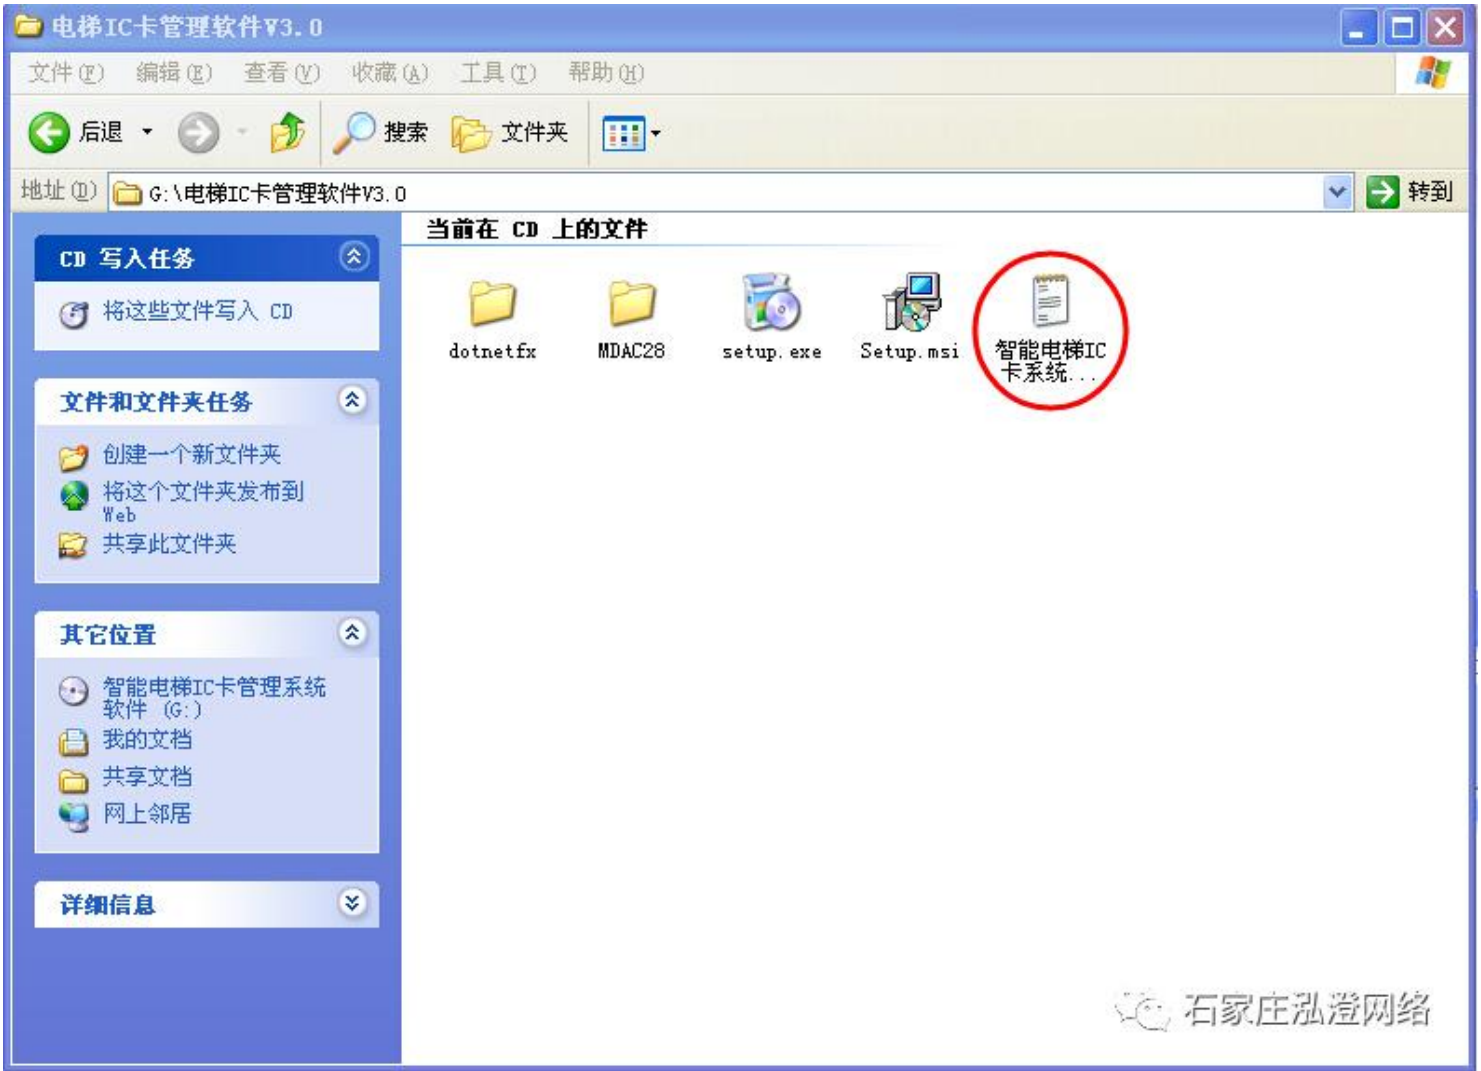 电梯IC卡管理软件V3.0
文件(F) 编辑(E) 查看(V) 收藏(A) 工具(T) 帮助(H)
后退 搜索 文件夹
地址(D) G:\电梯IC卡管理软件V3.0 转到
CD 写入任务
将这些文件写入 CD
文件和文件夹任务
创建一个新文件夹
将这个文件夹发布到
Web
共享此文件夹
其它位置
智能电梯IC卡管理系统
软件 (G:)
我的文档
共享文档
网上邻居
详细信息
当前在 CD 上的文件
dotnetfx
MDAC28
setup.exe
Setup.msi
智能电梯IC
卡系统...
石家庄泓澄网络